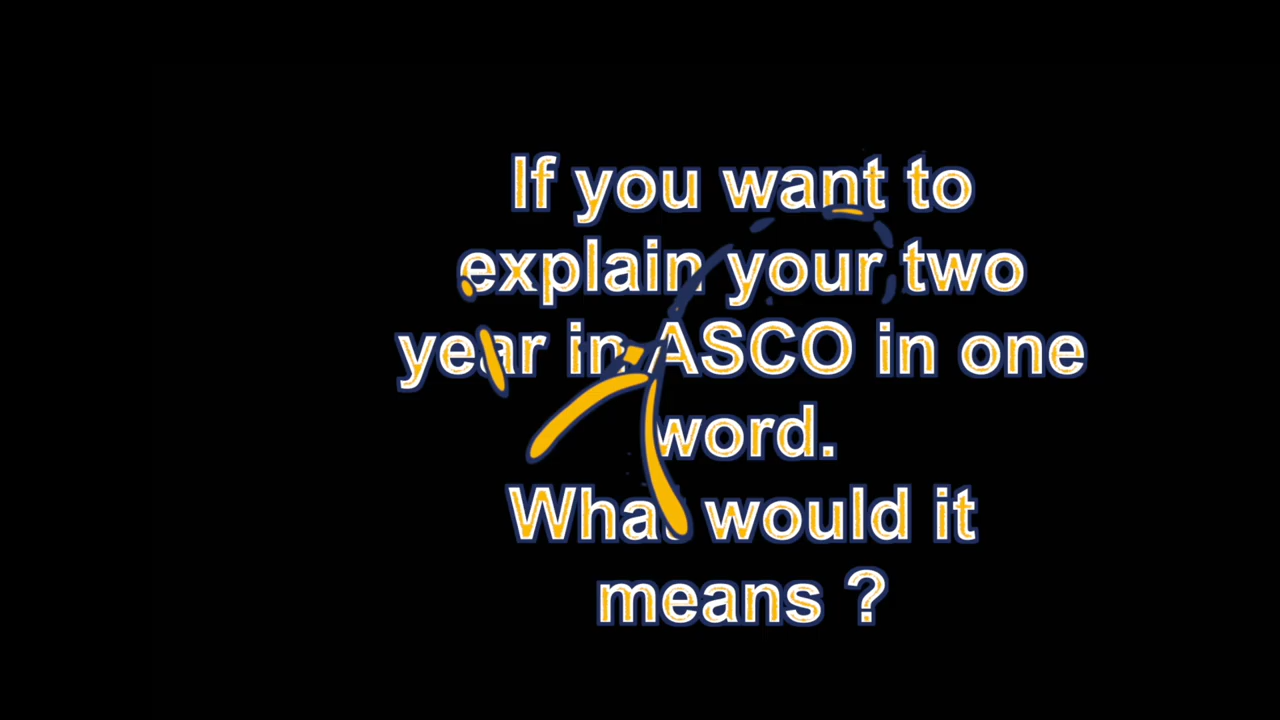 If you want to
explain your two
year in ASCO in one
word.
What would it
means ?